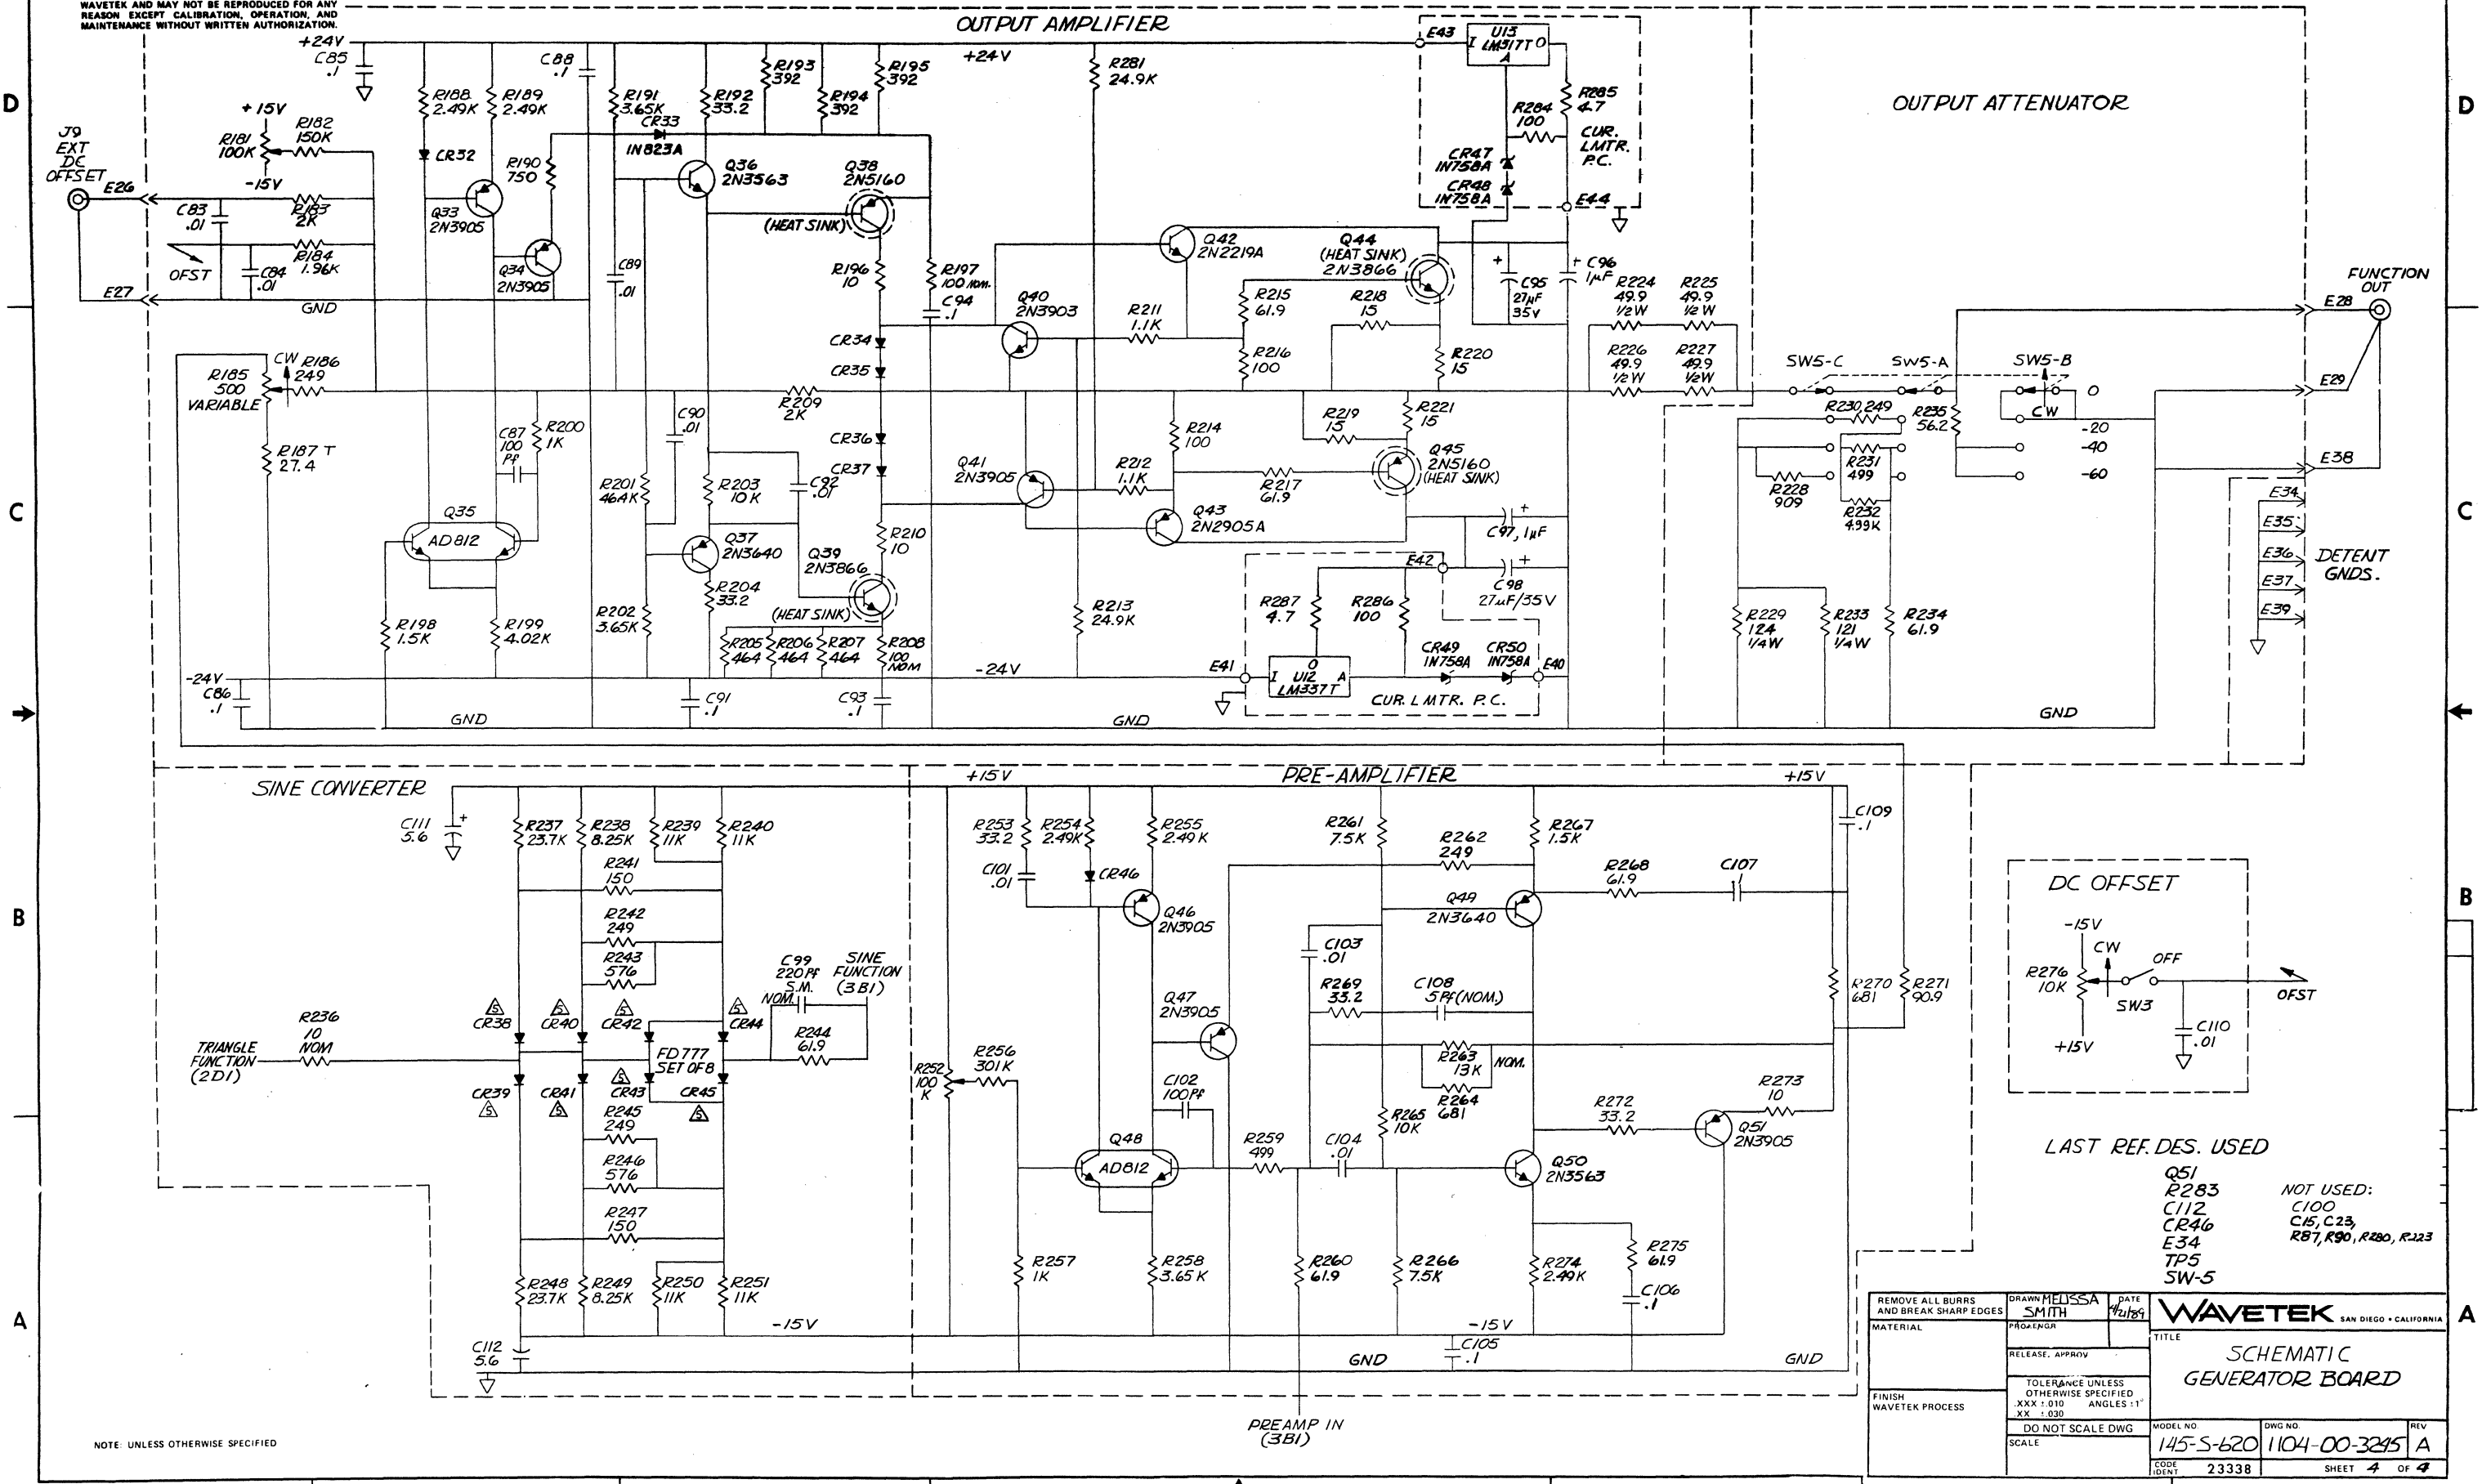 WAVETEK AND MAY NOT BE REPRODUCED FOR ANY
REASON EXCEPT CALIBRATION, OPERATION, AND
MAINTENANCE WITHOUT WRITTEN AUTHORIZATION.
OUTPUT AMPLIFIER
OUTPUT ATTENUATOR
D
D
+24V
C85
.1
C88
.1
+24V
R188
2.49K
R189
2.49K
R191
3.65K
R192
33.2
R193
392
R194
392
R195
392
R281
24.9K
E43
U13
I LM317T O
A
R285
4.7
R284
100
CUR.
LMTR.
P.C.
CR47
1N758A
CR48
1N758A
E44
J9
EXT
DC
OFFSET
E26
E27
+15V
R181
100K
-15V
R182
150K
C83
.01
R183
2K
OFST
C84
.01
R184
1.96K
GND
CR32
Q33
2N3905
R190
750
Q34
2N3905
CR33
1N823A
Q36
2N3563
Q38
2N5160
(HEAT SINK)
C89
.01
R196
10
R197
100 NOM.
C94
.1
Q40
2N3903
R211
1.1K
Q42
2N2219A
Q44
(HEAT SINK)
2N3866
R215
61.9
R218
15
R216
100
R220
15
+
C95
27µF
35V
+ C96
1µF
R224
49.9
1/2W
R225
49.9
1/2W
R226
49.9
1/2W
R227
49.9
1/2W
FUNCTION
OUT
E28
E29
E38
R185
500
VARIABLE
CW
R186
249
R187 T
27.4
CR34
CR35
CR36
CR37
R209
2K
C90
.01
C87
100
Pf
R200
1K
Q35
AD812
R198
1.5K
R199
4.02K
R201
46.4K
R202
3.65K
R203
10K
C92
.01
Q37
2N3640
R204
33.2
Q39
2N3866
(HEAT SINK)
R210
10
R205
464
R206
464
R207
464
R208
100
NOM
Q41
2N3905
R212
1.1K
R213
24.9K
R214
100
R219
15
R221
15
R217
61.9
Q45
2N5160
(HEAT SINK)
Q43
2N2905A
+
C97, 1µF
E42
+
C98
27µF/35V
R287
4.7
R286
100
CR49
1N758A
CR50
1N758A
E40
E41
O
I U12 A
LM337T
CUR. LMTR. P.C.
SW5-C
SW5-A
SW5-B
O
CW
-20
-40
-60
R230,249
R231
499
R232
499K
R228
909
R235
56.2
R229
124
1/4W
R233
121
1/4W
R234
61.9
E34
E35
E36
E37
E39
DETENT
GNDS.
C
C
-24V
C86
.1
GND
C91
.1
C93
.1
-24V
GND
GND
SINE CONVERTER
PRE-AMPLIFIER
+15V
+15V
C111
5.6
+
R237
23.7K
R238
8.25K
R239
11K
R240
11K
R241
150
R242
249
R243
576
C99
220Pf
S.M.
NOM.
SINE
FUNCTION
(3B1)
S
S
S
S
CR38
CR40
CR42
CR44
R236
10
NOM
TRIANGLE
FUNCTION
(2D1)
FD777
SET OF 8
R244
61.9
CR39
CR41
CR43
CR45
S
S
S
S
R245
249
R246
576
R247
150
R248
23.7K
R249
8.25K
R250
11K
R251
11K
-15V
C112
5.6
R253
33.2
R254
2.49K
R255
2.49K
C101
.01
CR46
Q46
2N3905
Q47
2N3905
R252
100
K
R256
301K
C102
100Pf
Q48
AD812
R257
1K
R258
3.65K
R259
499
R260
61.9
C104
.01
R261
7.5K
R262
249
R267
1.5K
R268
61.9
C107
.1
C109
.1
Q49
2N3640
C103
.01
R269
33.2
C108
5Pf(NOM.)
R263
13K
NOM.
R264
681
R265
10K
R266
7.5K
R272
33.2
Q51
2N3905
R273
10
R270
681
R271
90.9
Q50
2N3563
R274
2.49K
R275
61.9
C106
.1
-15V
C105
.1
GND
GND
PREAMP IN
(3B1)
B
B
DC OFFSET
-15V
CW
R276
10K
+15V
OFF
SW3
OFST
C110
.01
LAST REF. DES. USED
Q51
R283
C112
CR46
E34
TP5
SW-5
NOT USED:
C100
C15, C23,
R87, R90, R280, R223
A
A
NOTE: UNLESS OTHERWISE SPECIFIED
REMOVE ALL BURRS
AND BREAK SHARP EDGES
MATERIAL
FINISH
WAVETEK PROCESS
DRAWN MELISSA
SMITH
DATE
4/21/89
PROJ ENGR
RELEASE. APPROV
TOLERANCE UNLESS
OTHERWISE SPECIFIED
.XXX ±.010 ANGLES ±1°
.XX ±.030
DO NOT SCALE DWG
SCALE
WAVETEK SAN DIEGO • CALIFORNIA
TITLE
SCHEMATIC
GENERATOR BOARD
MODEL NO.
145-S-620
DWG NO.
1104-00-3245
REV
A
CODE
IDENT
23338
SHEET 4 OF 4